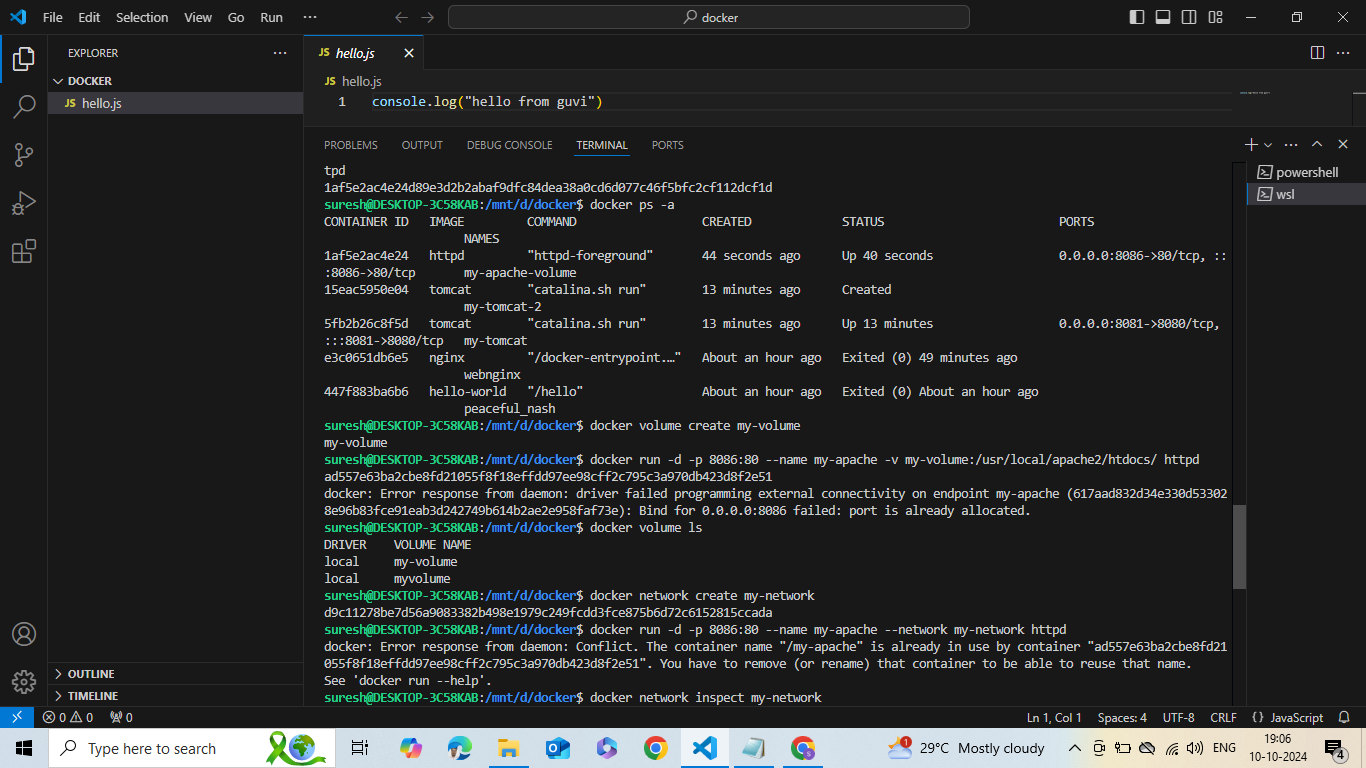 File Edit Selection View Go Run ···
docker
EXPLORER
DOCKER
JS hello.js
OUTLINE
TIMELINE
JS hello.js
JS hello.js
1 console.log("hello from guvi")
PROBLEMS OUTPUT DEBUG CONSOLE TERMINAL PORTS
powershell
wsl
tpd
1af5e2ac4e24d89e3d2b2abaf9dfc84dea38a0cd6d077c46f5bfc2cf112dcf1d
suresh@DESKTOP-3C58KAB:/mnt/d/docker$ docker ps -a
CONTAINER ID IMAGE COMMAND CREATED STATUS PORTS
NAMES
1af5e2ac4e24 httpd "httpd-foreground" 44 seconds ago Up 40 seconds 0.0.0.0:8086->80/tcp, ::
:8086->80/tcp my-apache-volume
15eac5950e04 tomcat "catalina.sh run" 13 minutes ago Created
my-tomcat-2
5fb2b26c8f5d tomcat "catalina.sh run" 13 minutes ago Up 13 minutes 0.0.0.0:8081->8080/tcp,
:::8081->8080/tcp my-tomcat
e3c0651db6e5 nginx "/docker-entrypoint.…" About an hour ago Exited (0) 49 minutes ago
webnginx
447f883ba6b6 hello-world "/hello" About an hour ago Exited (0) About an hour ago
peaceful_nash
suresh@DESKTOP-3C58KAB:/mnt/d/docker$ docker volume create my-volume
my-volume
suresh@DESKTOP-3C58KAB:/mnt/d/docker$ docker run -d -p 8086:80 --name my-apache -v my-volume:/usr/local/apache2/htdocs/ httpd
ad557e63ba2cbe8fd21055f8f18effdd97ee98cff2c795c3a970db423d8f2e51
docker: Error response from daemon: driver failed programming external connectivity on endpoint my-apache (617aad832d34e330d53302
8e96b83fce91eab3d242749b614b2ae2e958faf73e): Bind for 0.0.0.0:8086 failed: port is already allocated.
suresh@DESKTOP-3C58KAB:/mnt/d/docker$ docker volume ls
DRIVER VOLUME NAME
local my-volume
local myvolume
suresh@DESKTOP-3C58KAB:/mnt/d/docker$ docker network create my-network
d9c11278be7d56a9083382b498e1979c249fcdd3fce875b6d72c6152815ccada
suresh@DESKTOP-3C58KAB:/mnt/d/docker$ docker run -d -p 8086:80 --name my-apache --network my-network httpd
docker: Error response from daemon: Conflict. The container name "/my-apache" is already in use by container "ad557e63ba2cbe8fd21
055f8f18effdd97ee98cff2c795c3a970db423d8f2e51". You have to remove (or rename) that container to be able to reuse that name.
See 'docker run --help'.
suresh@DESKTOP-3C58KAB:/mnt/d/docker$ docker network inspect my-network
0 0 0 Ln 1, Col 1 Spaces: 4 UTF-8 CRLF {} JavaScript
Type here to search 1 29°C Mostly cloudy ENG 19:06
10-10-2024 4